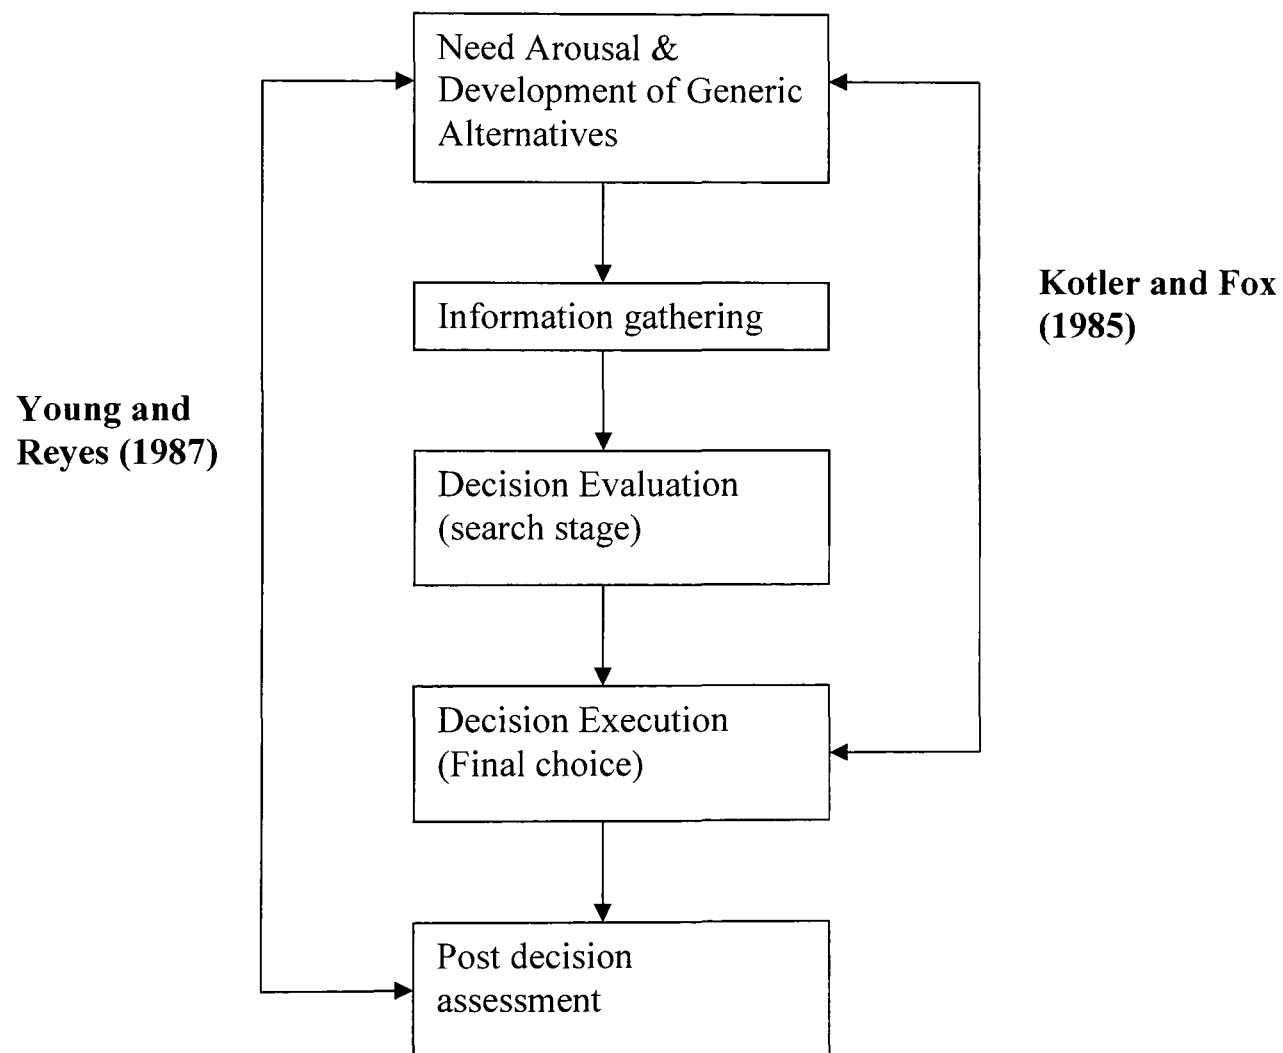 Need Arousal &
Development of Generic
Alternatives
Information gathering
Kotler and Fox
(1985)
Young and
Reyes (1987)
Decision Evaluation
(search stage)
Decision Execution
(Final choice)
Post decision
assessment